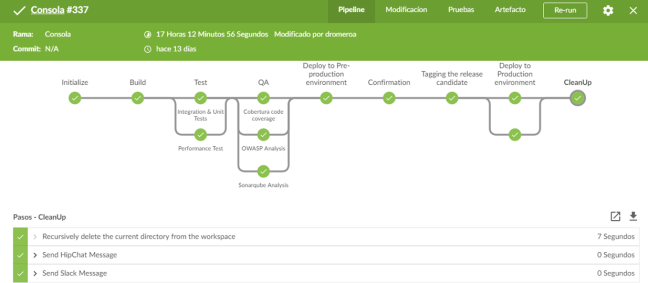 Consola #337
Pipeline
Modificacion
Pruebas
Artefacto
Re-run
Rama: Consola
17 Horas 12 Minutos 56 Segundos
Modificado por dromeroa
Commit: N/A
hace 13 días
Initialize
Build
Test
QA
Deploy to Pre-
production
environment
Confirmation
Tagging the release
candidate
Deploy to
Production
environment
CleanUp
Integration & Unit
Tests
Cobertura code
coverage
Performance Test
OWASP Analysis
Sonarqube Analysis
Pasos - CleanUp
Recursively delete the current directory from the workspace
7 Segundos
Send HipChat Message
0 Segundos
Send Slack Message
0 Segundos